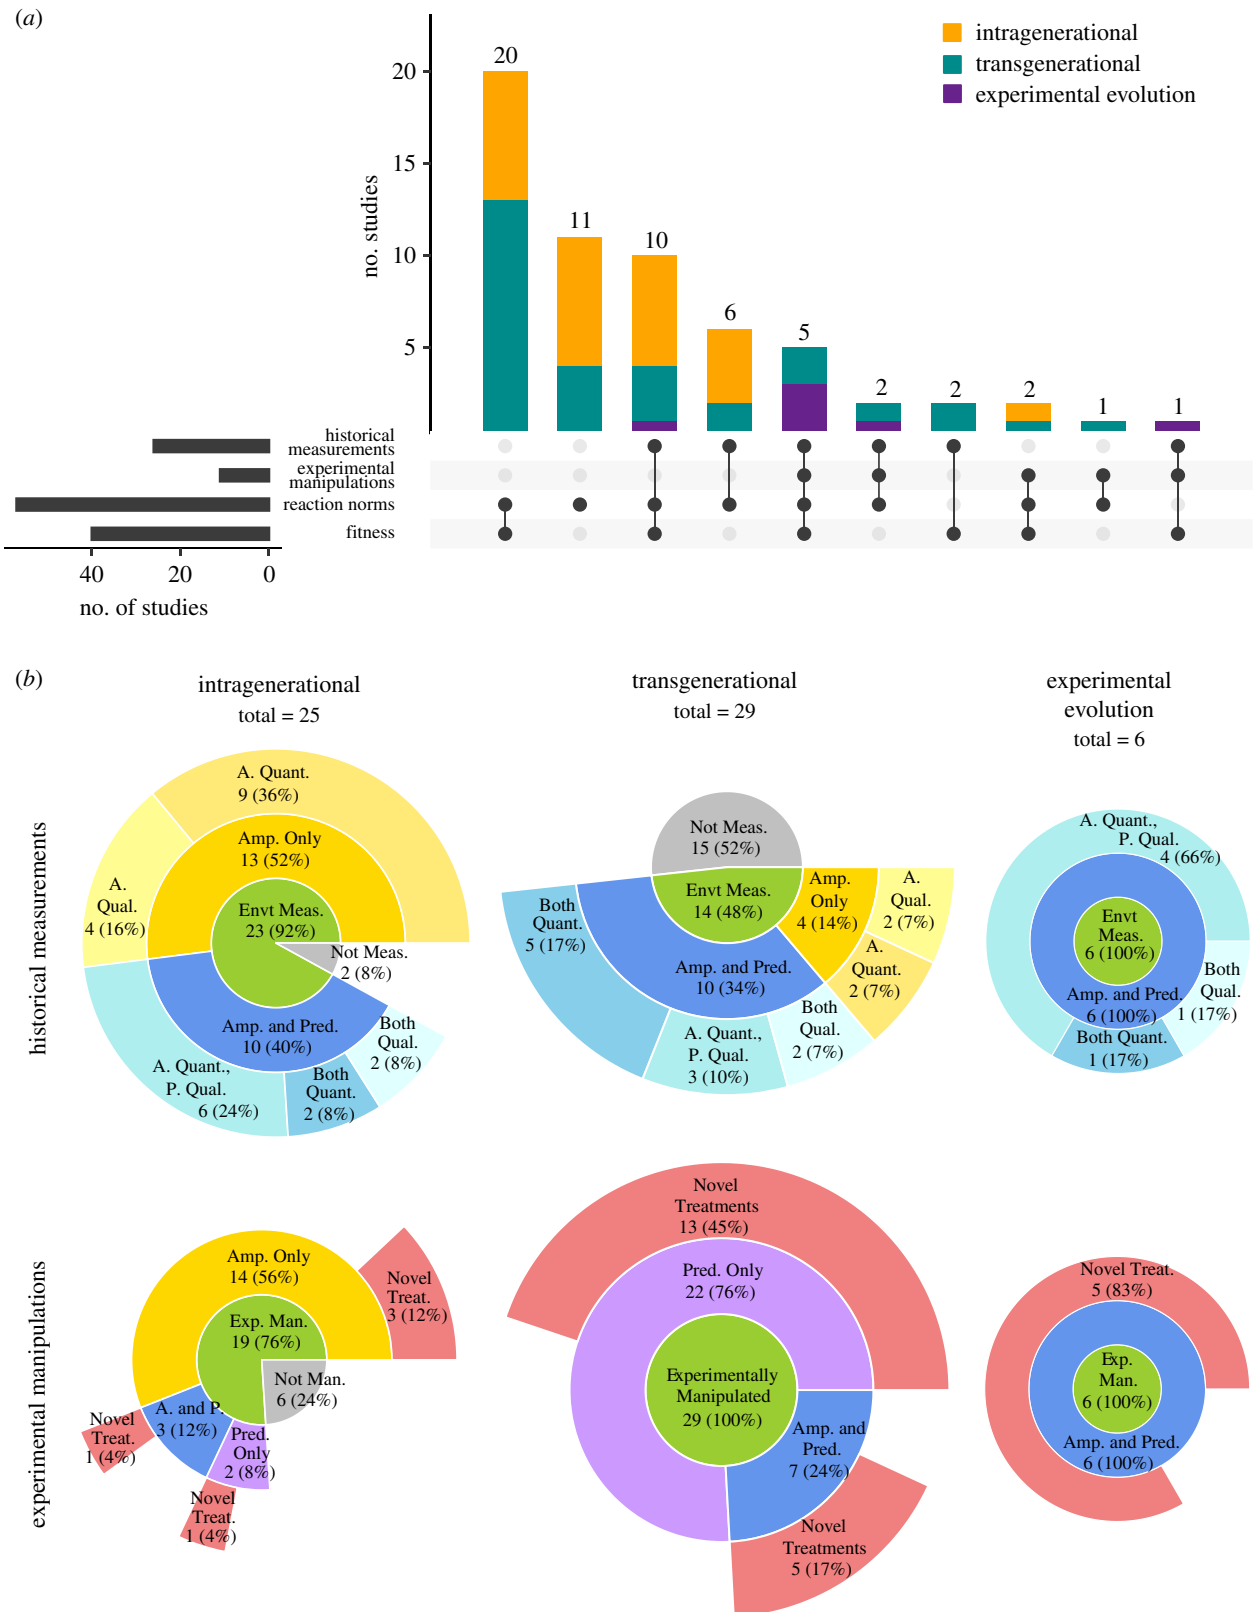 (a)
intragenerational
transgenerational
experimental evolution
20
11
10
6
5
2
2
2
1
1
20
15
10
5
no. studies
historical
measurements
experimental
manipulations
reaction norms
fitness
40
20
0
no. of studies
(b)
intragenerational
total = 25
transgenerational
total = 29
experimental
evolution
total = 6
historical measurements
A. Quant.
9 (36%)
Amp. Only
13 (52%)
A.
Qual.
4 (16%)
Envt Meas.
23 (92%)
Not Meas.
2 (8%)
Amp. and Pred.
10 (40%)
Both
Qual.
2 (8%)
A. Quant.,
P. Qual.
6 (24%)
Both
Quant.
2 (8%)
Not Meas.
15 (52%)
Envt Meas.
14 (48%)
Amp.
Only
4 (14%)
A.
Qual.
2 (7%)
Both
Quant.
5 (17%)
A.
Quant.
2 (7%)
Amp. and Pred.
10 (34%)
Both
Qual.
2 (7%)
A. Quant.,
P. Qual.
3 (10%)
A. Quant.,
P. Qual.
4 (66%)
Envt
Meas.
6 (100%)
Both
Qual.
1 (17%)
Amp. and Pred.
6 (100%)
Both Quant.
1 (17%)
experimental manipulations
Amp. Only
14 (56%)
Novel
Treat.
3 (12%)
Exp. Man.
19 (76%)
Not Man.
6 (24%)
A. and P.
3 (12%)
Novel
Treat.
1 (4%)
Pred.
Only
2 (8%)
Novel
Treat.
1 (4%)
Novel
Treatments
13 (45%)
Pred. Only
22 (76%)
Experimentally
Manipulated
29 (100%)
Amp. and
Pred.
7 (24%)
Novel
Treatments
5 (17%)
Novel Treat.
5 (83%)
Exp.
Man.
6 (100%)
Amp. and Pred.
6 (100%)